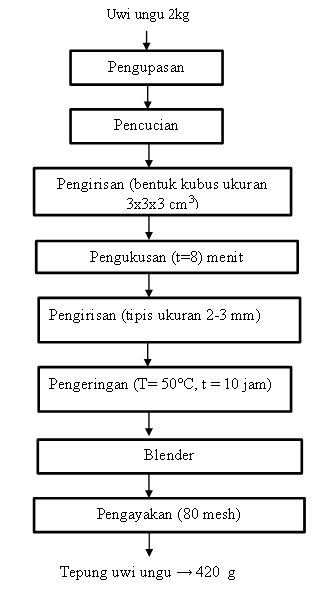 Uwi ungu 2kg
Pengupasan
Pencucian
Pengirisan (bentuk kubus ukuran
3x3x3 cm³)
Pengukusan (t=8) menit
Pengirisan (tipis ukuran 2-3 mm)
Pengeringan (T= 50°C, t = 10 jam)
Blender
Pengayakan (80 mesh)
Tepung uwi ungu → 420 g